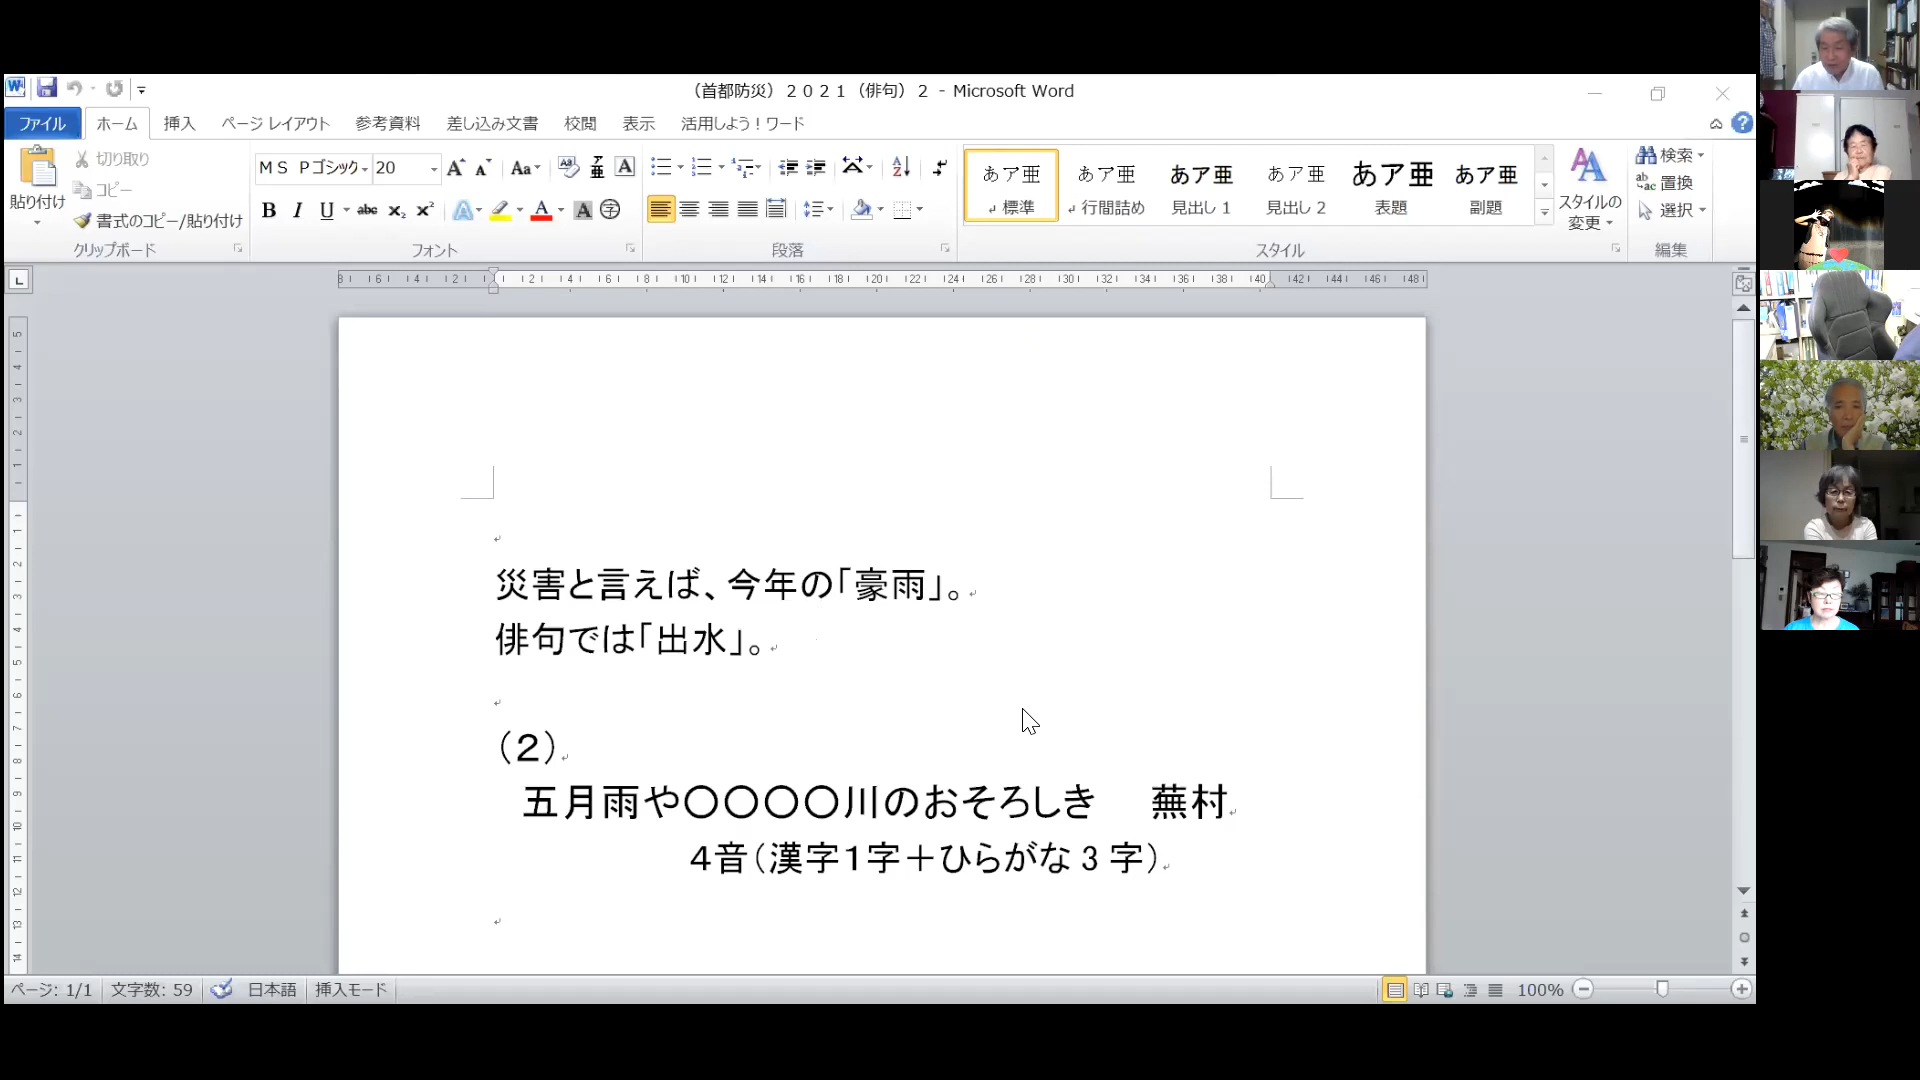 （首都防災）２０２１（俳句）２ - Microsoft Word
ファイル ホーム 挿入 ページ レイアウト 参考資料 差し込み文書 校閲 表示 活用しよう！ワード
貼り付け
切り取り
コピー
書式のコピー/貼り付け
クリップボード
ＭＳ Ｐゴシック 20
フォント
段落
あア亜 あア亜 あア亜 あア亜 あア亜 あア亜
標準 行間詰め 見出し 1 見出し 2 表題 副題
スタイルの
変更
スタイル
検索
置換
選択
編集
災害と言えば、今年の「豪雨」。
俳句では「出水」。
（２）
五月雨や〇〇〇〇川のおそろしき 蕪村
４音（漢字１字＋ひらがな３字）
ページ: 1/1 文字数: 59 日本語 挿入モード 100%